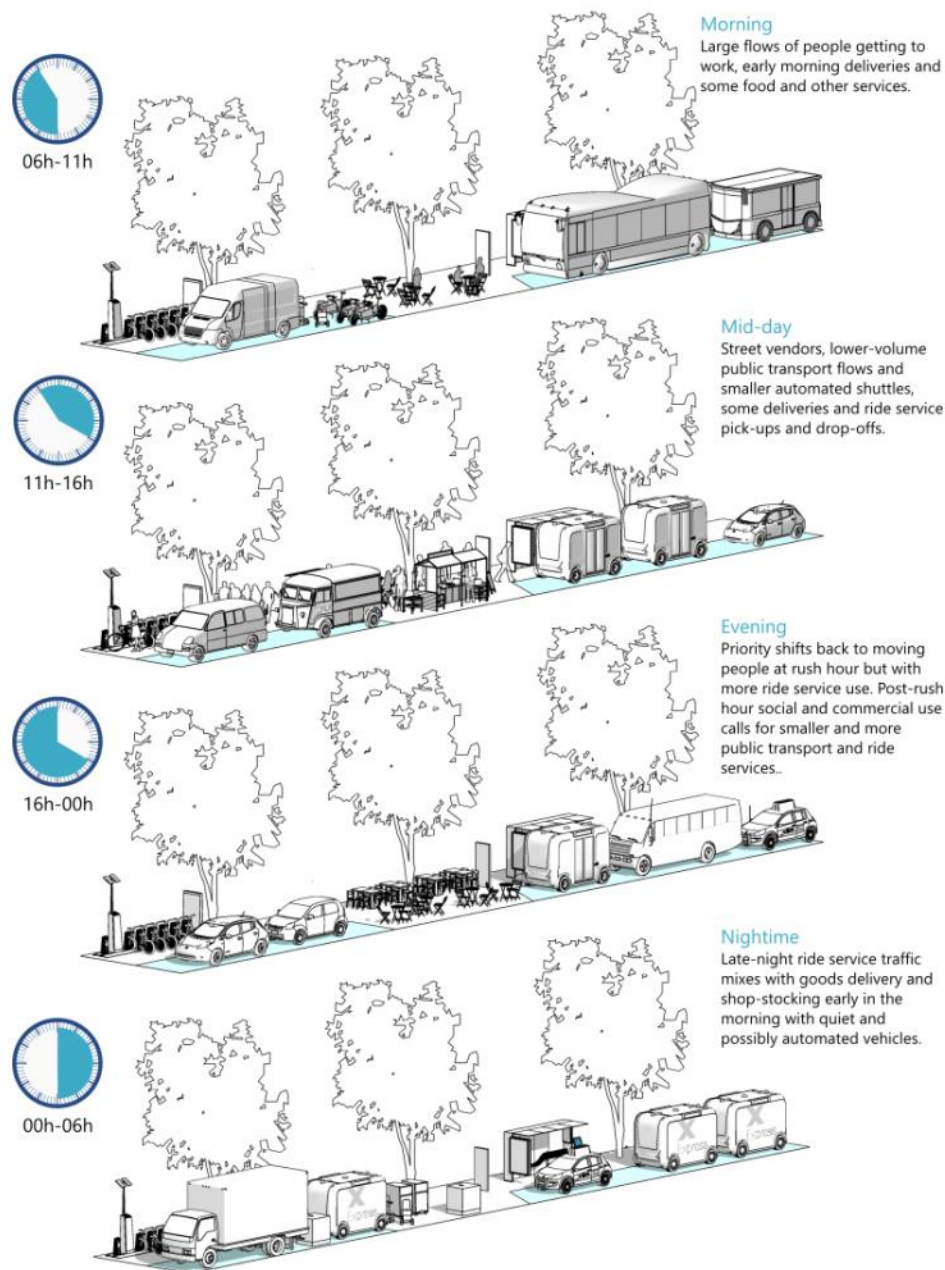 Morning
Large flows of people getting to
work, early morning deliveries and
some food and other services.
06h-11h
Mid-day
Street vendors, lower-volume
public transport flows and
smaller automated shuttles,
some deliveries and ride service
pick-ups and drop-offs.
11h-16h
Evening
Priority shifts back to moving
people at rush hour but with
more ride service use. Post-rush
hour social and commercial use
calls for smaller and more
public transport and ride
services..
16h-00h
Nightime
Late-night ride service traffic
mixes with goods delivery and
shop-stocking early in the
morning with quiet and
possibly automated vehicles.
00h-06h
X
Express
X
Express
X
Express